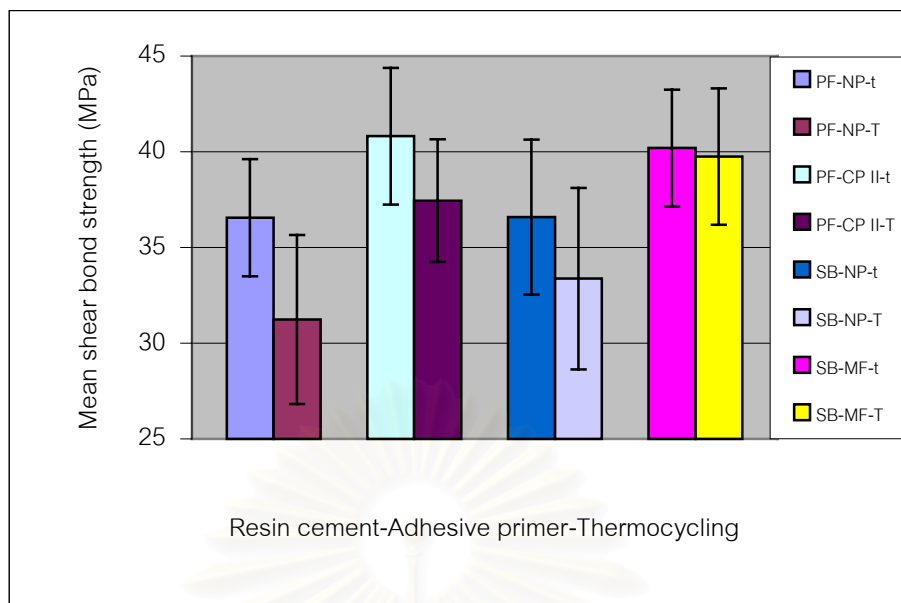 45
40
35
30
25
Mean shear bond strength (MPa)
PF-NP-t
PF-NP-T
PF-CP II-t
PF-CP II-T
SB-NP-t
SB-NP-T
SB-MF-t
SB-MF-T
Resin cement-Adhesive primer-Thermocycling